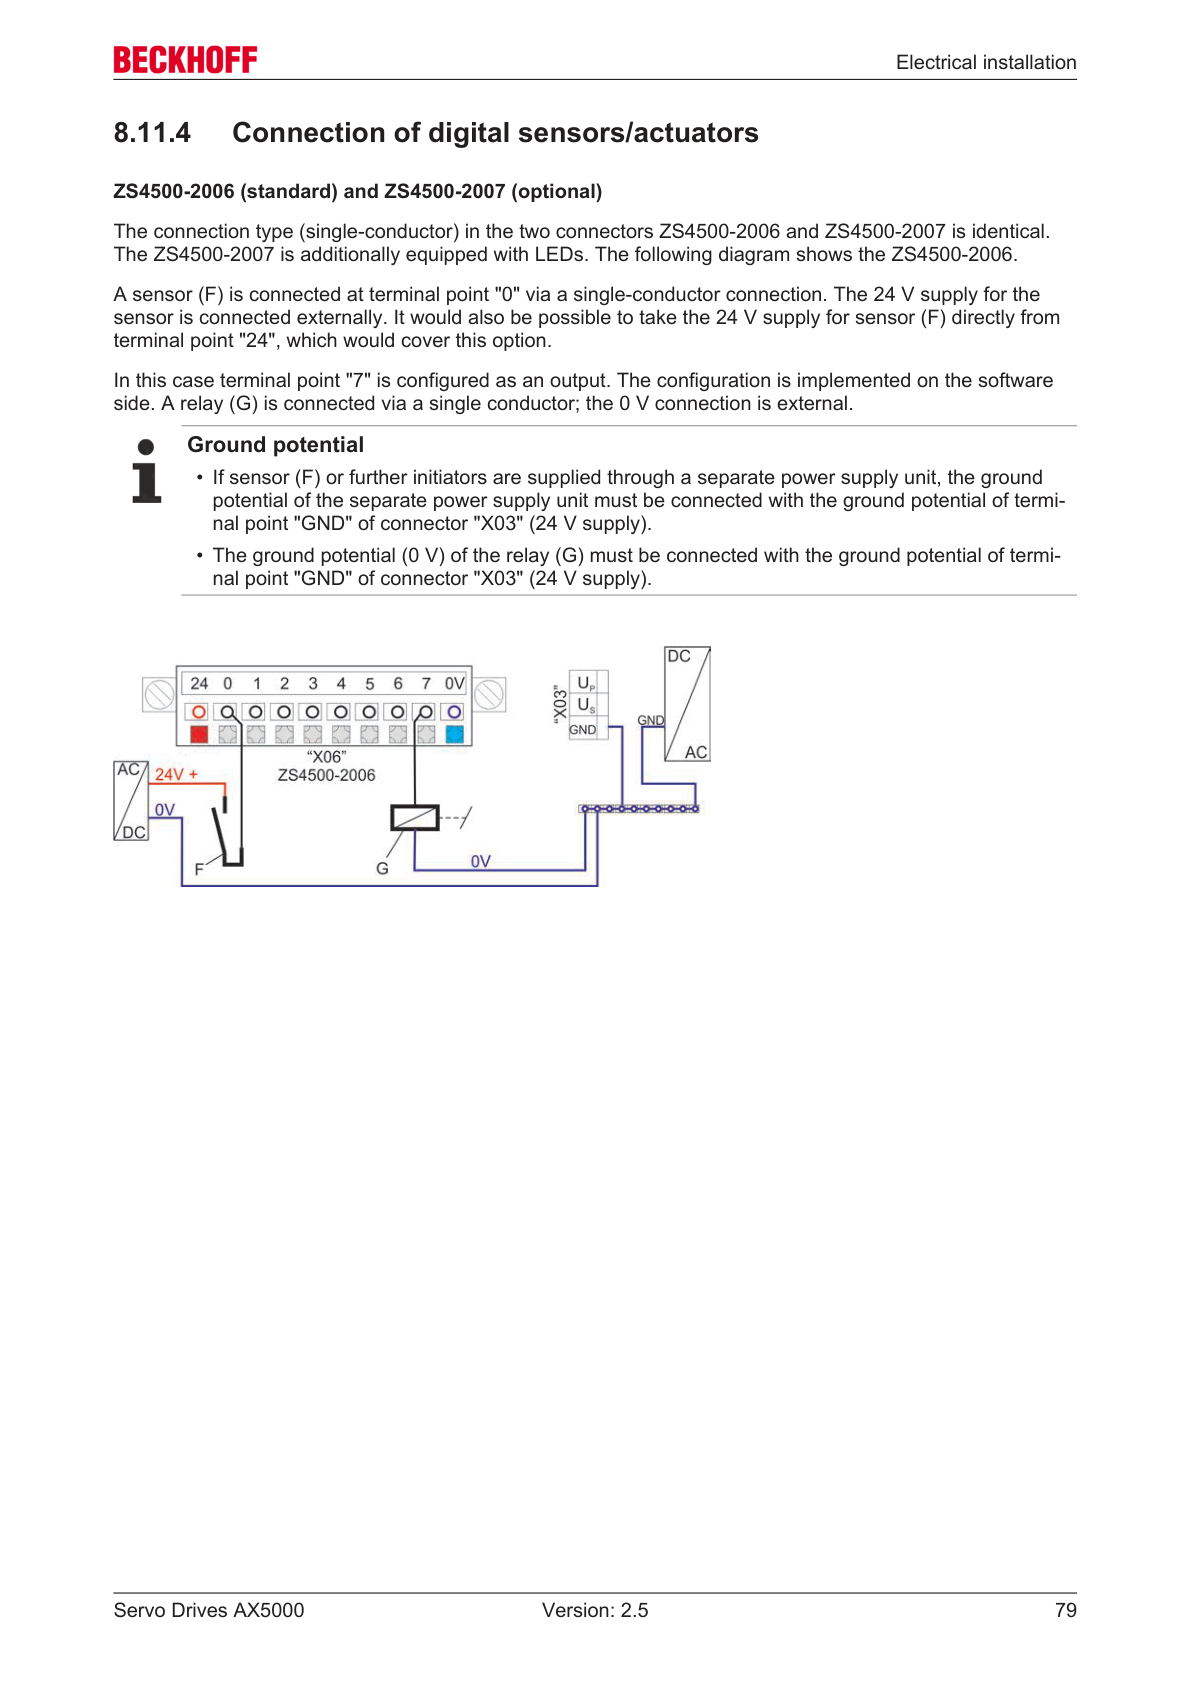 BECKHOFF
Electrical installation
8.11.4 Connection of digital sensors/actuators
ZS4500-2006 (standard) and ZS4500-2007 (optional)
The connection type (single-conductor) in the two connectors ZS4500-2006 and ZS4500-2007 is identical.
The ZS4500-2007 is additionally equipped with LEDs. The following diagram shows the ZS4500-2006.
A sensor (F) is connected at terminal point "0" via a single-conductor connection. The 24 V supply for the
sensor is connected externally. It would also be possible to take the 24 V supply for sensor (F) directly from
terminal point "24", which would cover this option.
In this case terminal point "7" is configured as an output. The configuration is implemented on the software
side. A relay (G) is connected via a single conductor; the 0 V connection is external.
Ground potential
• If sensor (F) or further initiators are supplied through a separate power supply unit, the ground
potential of the separate power supply unit must be connected with the ground potential of termi-
nal point "GND" of connector "X03" (24 V supply).
• The ground potential (0 V) of the relay (G) must be connected with the ground potential of termi-
nal point "GND" of connector "X03" (24 V supply).
24 0 1 2 3 4 5 6 7 0V
“X06”
ZS4500-2006
“X03”
UP
US
GND
GND
DC
AC
AC
DC
24V +
0V
F
G
0V
Servo Drives AX5000
Version: 2.5
79